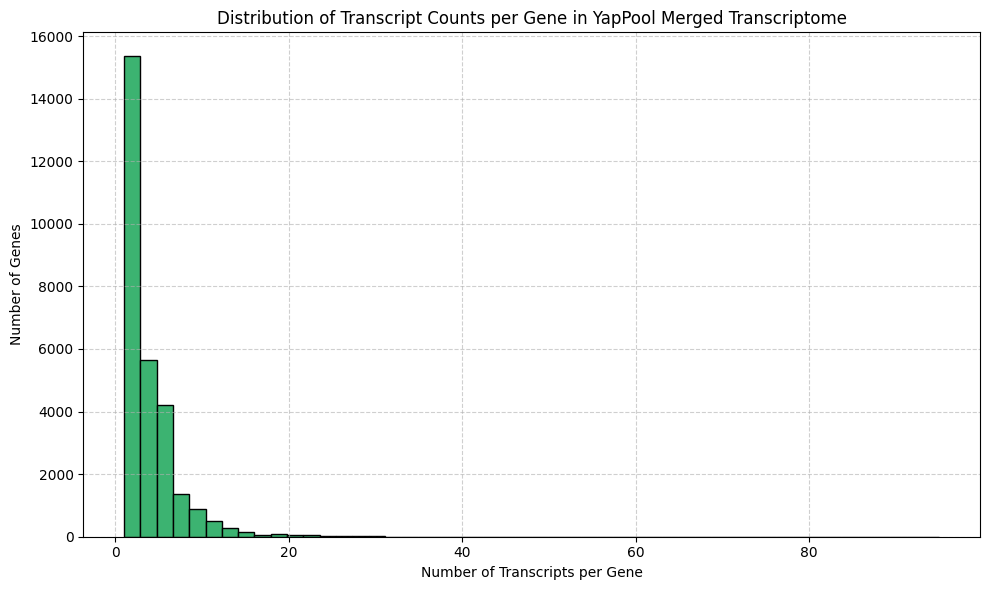 Distribution of Transcript Counts per Gene in YapPool Merged Transcriptome
16000
14000
12000
10000
8000
6000
4000
2000
0
Number of Genes
0 20 40 60 80
Number of Transcripts per Gene